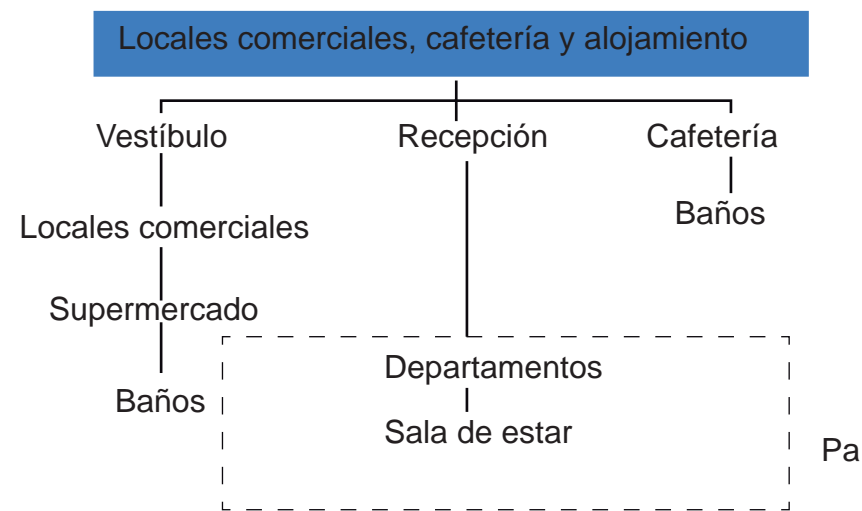 Locales comerciales, cafetería y alojamiento
Vestíbulo
Recepción
Cafetería
Locales comerciales
Baños
Supermercado
Departamentos
Baños
Sala de estar
Pa